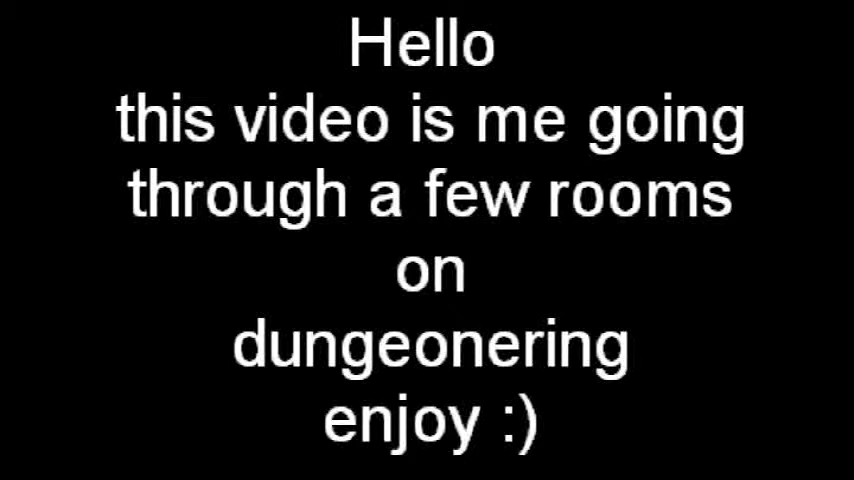 Hello
this video is me going
through a few rooms
on
dungeonering
enjoy :)